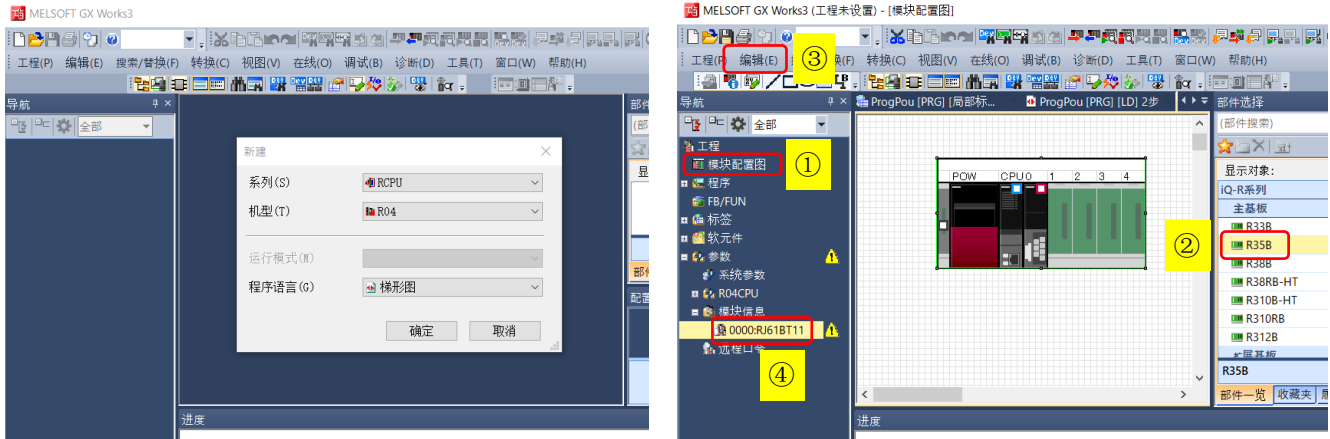 MELSOFT GX Works3
工程(P) 编辑(E) 搜索/替换(F) 转换(C) 视图(V) 在线(O) 调试(B) 诊断(D) 工具(T) 窗口(W) 帮助(H)
导航
全部
新建
系列(S) RCPU
机型(T) R04
运行模式(M)
程序语言(G) 梯形图
确定 取消
进度
MELSOFT GX Works3 (工程未设置) - [模块配置图]
③
工程(P) 编辑(E) 转换(C) 视图(V) 在线(O) 调试(B) 诊断(D) 工具(T) 窗口(W) 帮助(H)
导航
ProgPou [PRG] [局部标...
ProgPou [PRG] [LD] 2步
部件选择
全部
(部件搜索)
工程
模块配置图
①
程序
FB/FUN
标签
软元件
参数
系统参数
R04CPU
模块信息
0000:RJ61BT11
远程口令
④
POW CPU 0 1 2 3 4
②
显示对象:
iQ-R系列
主基板
R33B
R35B
R38B
R38RB-HT
R310B-HT
R310RB
R312B
扩展基板
R35B
部件一览 收藏夹
进度